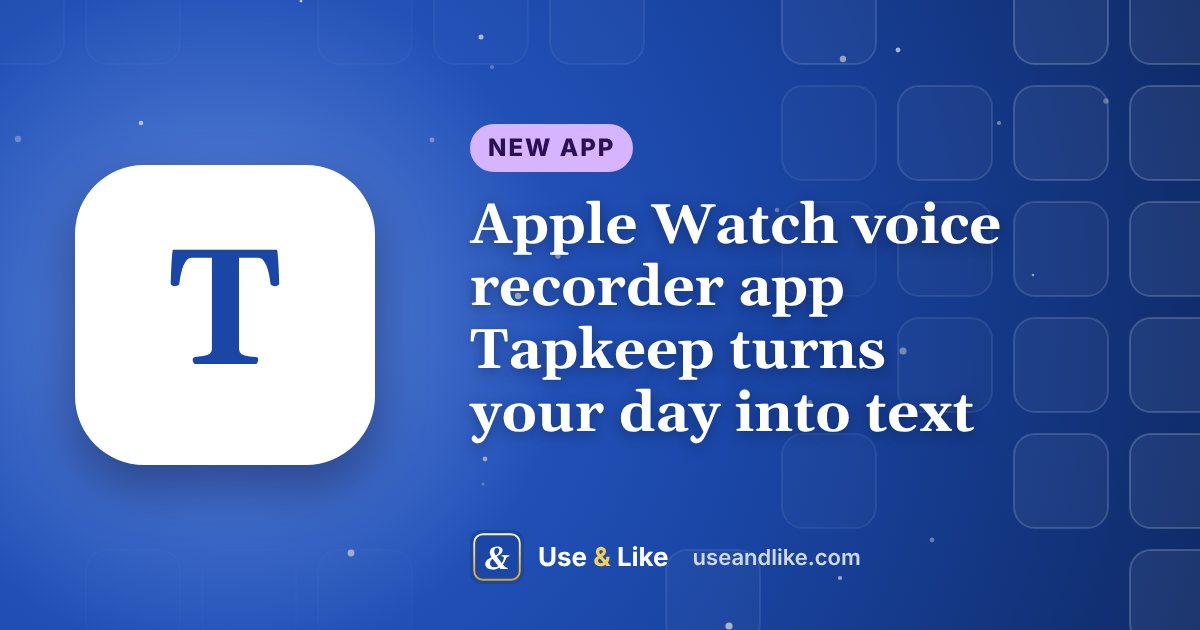 T
NEW APP
Apple Watch voice
recorder app
Tapkeep turns
your day into text
& Use & Like useandlike.com